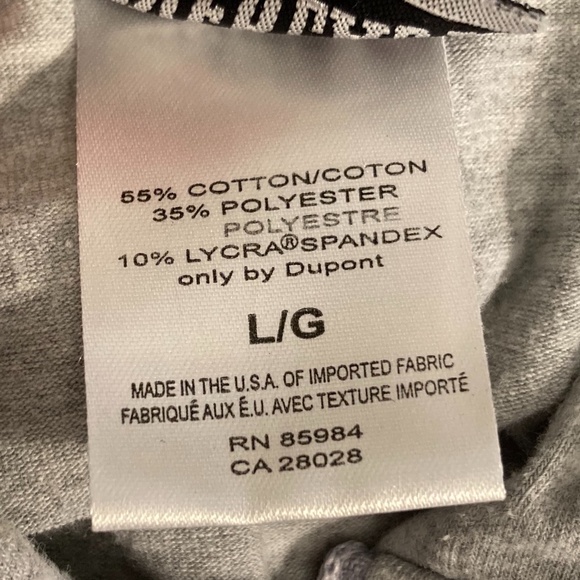 55% COTTON/COTON
35% POLYESTER
POLYESTRE
10% LYCRA®SPANDEX
only by Dupont
L/G
MADE IN THE U.S.A. OF IMPORTED FABRIC
FABRIQUÉ AUX É.U. AVEC TEXTURE IMPORTÉ
RN 85984
CA 28028